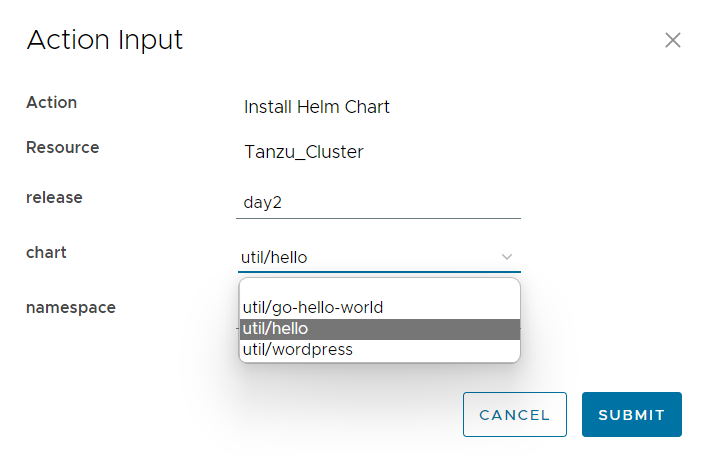 Action Input
Action
Install Helm Chart
Resource
Tanzu_Cluster
release
day2
chart
util/hello
namespace
util/go-hello-world
util/hello
util/wordpress
CANCEL
SUBMIT